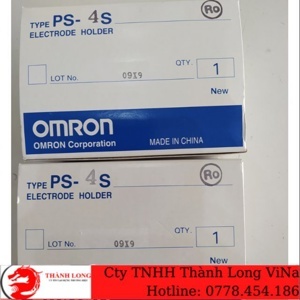 TYPE PS-4S
Ro
ELECTRODE HOLDER
LOT No. 0919
QTY. 1
New
OMRON
OMRON Corporation
MADE IN CHINA
TYPE PS-4S
Ro
ELECTRODE HOLDER
LOT No. 0919
QTY. 1
New
THÀNH LONG
Cty TNHH Thành Long ViNa
Hotline: 0778.454.186